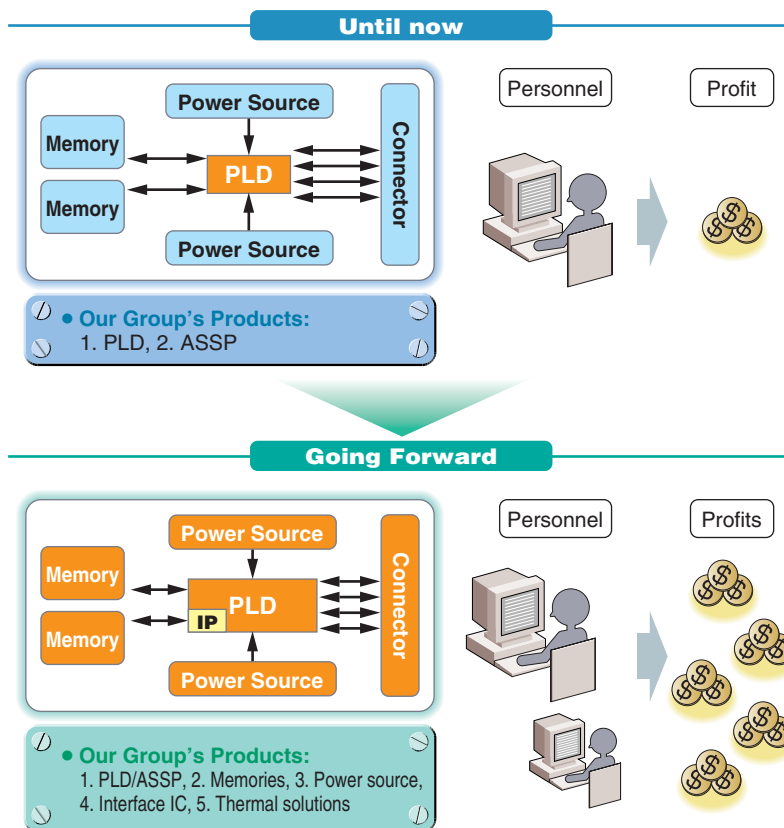 Until now
Personnel
Profit
Power Source
Memory
Memory
PLD
Connector
Power Source
• Our Group's Products:
1. PLD, 2. ASSP
Going Forward
Personnel
Profits
Power Source
Memory
Memory
PLD
IP
Connector
Power Source
• Our Group's Products:
1. PLD/ASSP, 2. Memories, 3. Power source,
4. Interface IC, 5. Thermal solutions